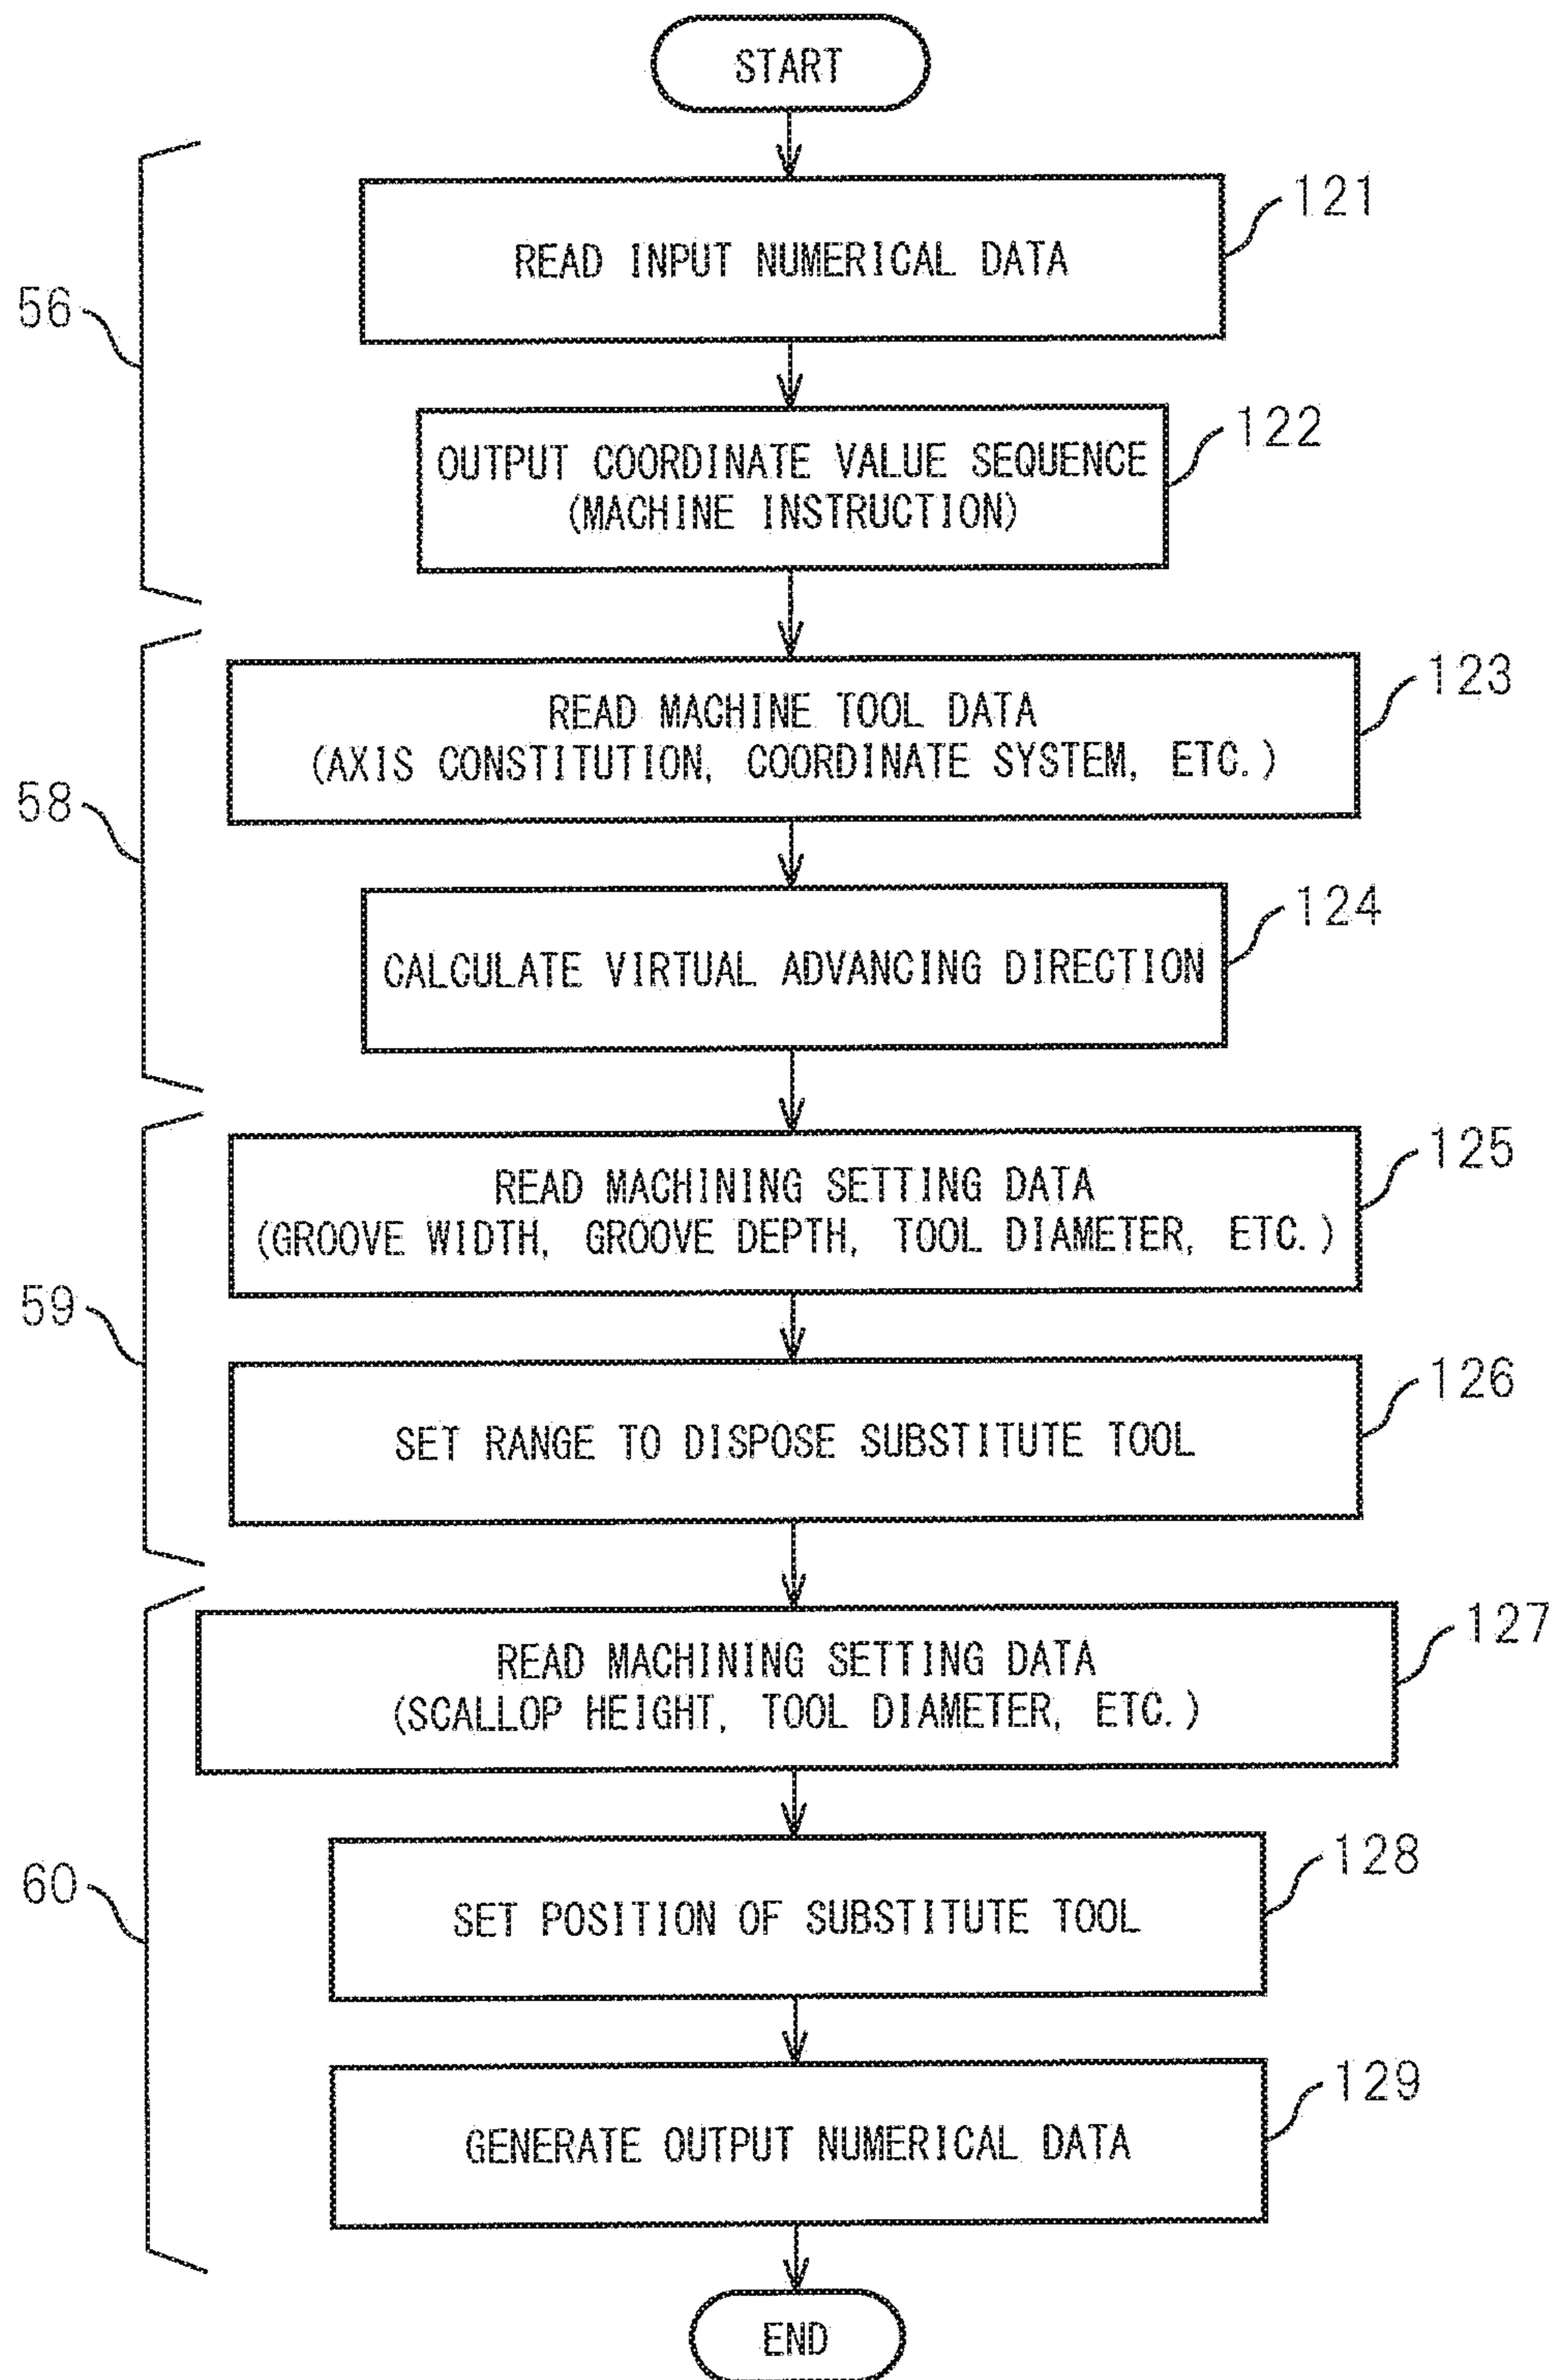 START
121
READ INPUT NUMERICAL DATA
56
122
OUTPUT COORDINATE VALUE SEQUENCE
(MACHINE INSTRUCTION)
123
READ MACHINE TOOL DATA
(AXIS CONSTITUTION, COORDINATE SYSTEM, ETC.)
58
124
CALCULATE VIRTUAL ADVANCING DIRECTION
125
READ MACHINING SETTING DATA
(GROOVE WIDTH, GROOVE DEPTH, TOOL DIAMETER, ETC.)
59
126
SET RANGE TO DISPOSE SUBSTITUTE TOOL
127
READ MACHINING SETTING DATA
(SCALLOP HEIGHT, TOOL DIAMETER, ETC.)
60
128
SET POSITION OF SUBSTITUTE TOOL
129
GENERATE OUTPUT NUMERICAL DATA
END